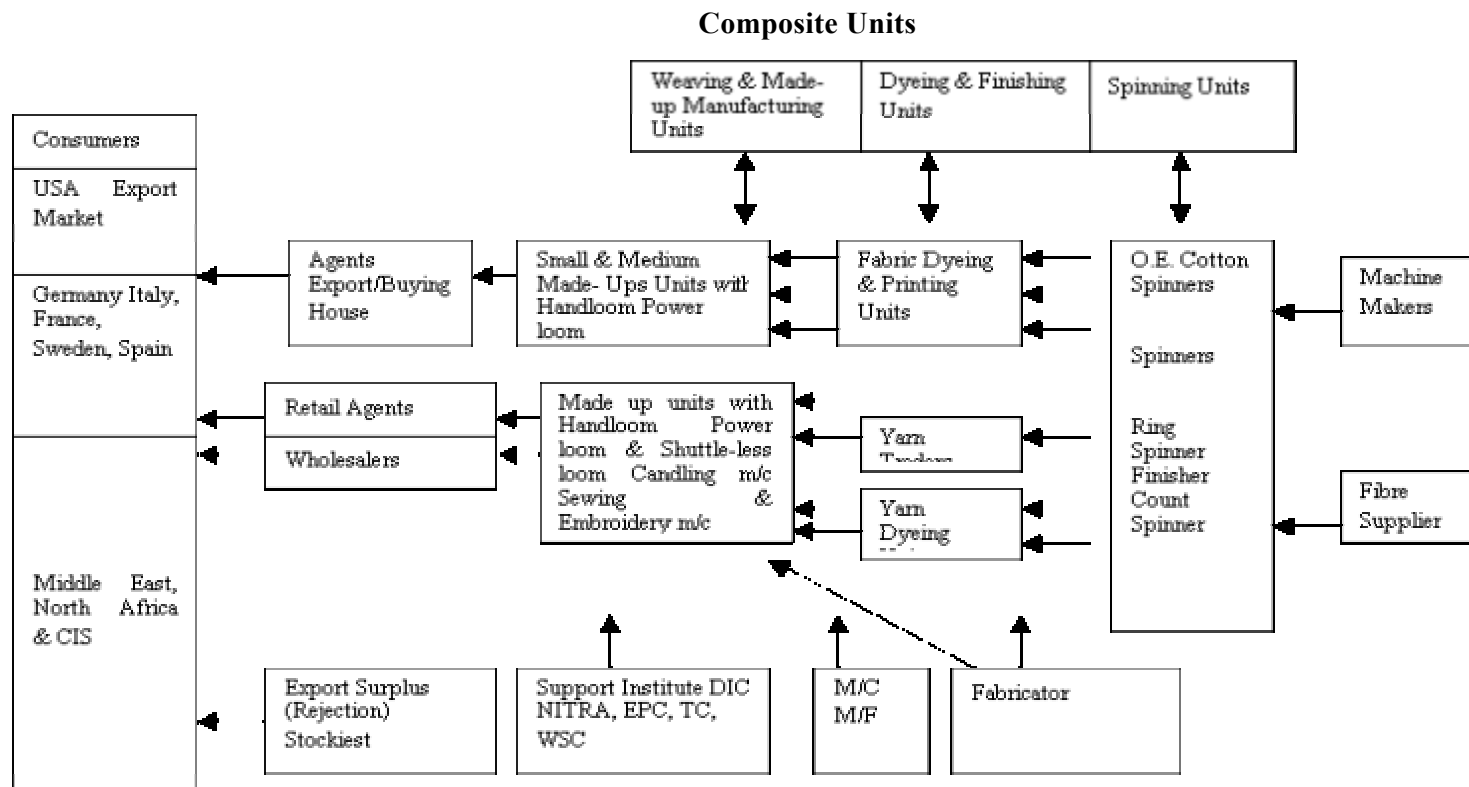 Composite Units
Weaving & Made-
up Manufacturing
Units
Dyeing & Finishing
Units
Spinning Units
Consumers
USA Export
Market
Germany Italy,
France,
Sweden, Spain
Middle East,
North Africa
& CIS
Agents
Export/Buying
House
Small & Medium
Made- Ups Units with
Handloom Power
loom
Fabric Dyeing
& Printing
Units
O.E. Cotton
Spinners
Spinners
Ring
Spinner
Finisher
Count
Spinner
Machine
Makers
Fibre
Supplier
Retail Agents
Wholesalers
Made up units with
Handloom Power
loom & Shuttle-less
loom Candling m/c
Sewing &
Embroidery m/c
Yarn
Traders
Yarn
Dyeing
Export Surplus
(Rejection)
Stockiest
Support Institute DIC
NITRA, EPC, TC,
WSC
M/C
M/F
Fabricator